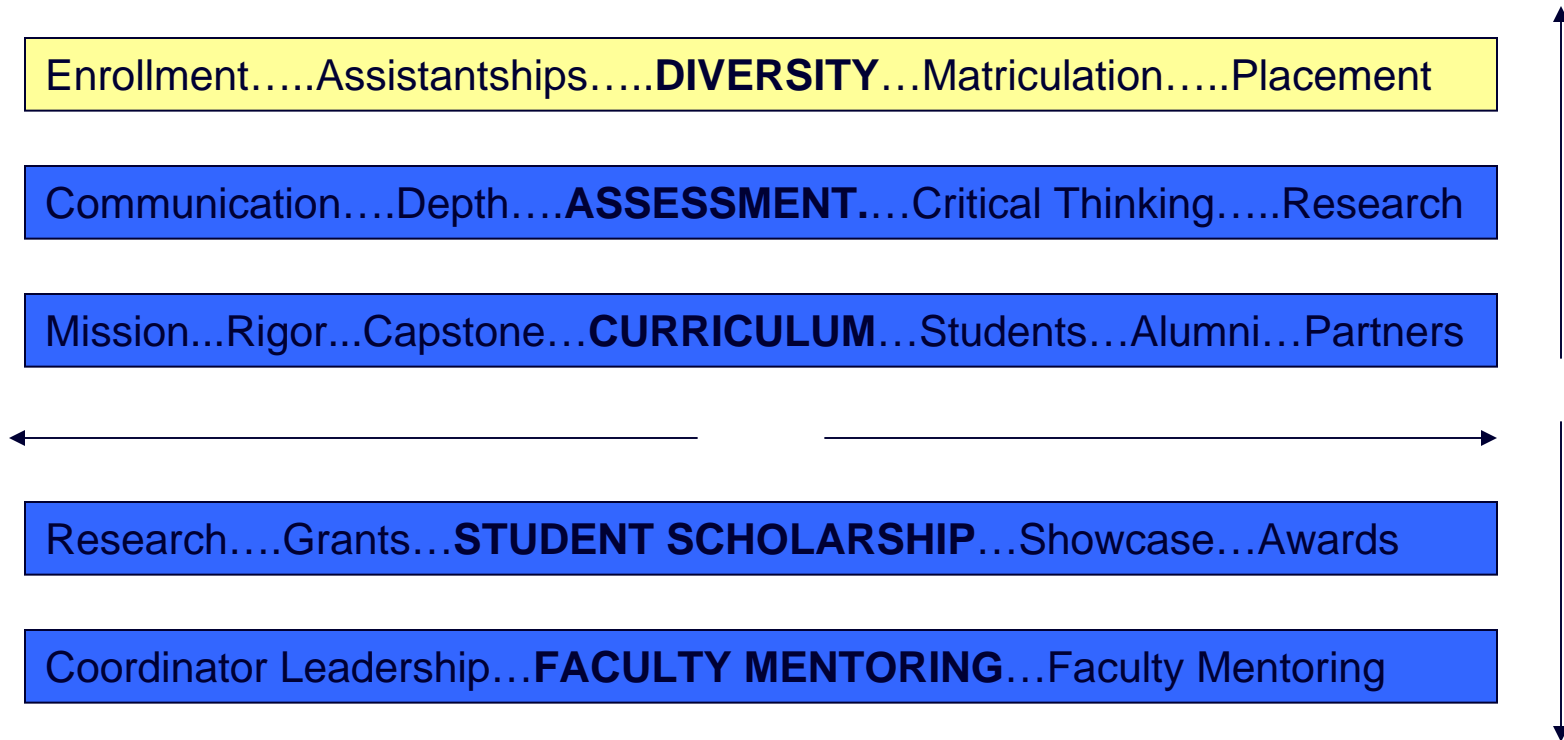 Enrollment…..Assistantships…..DIVERSITY…Matriculation…..Placement
Communication….Depth….ASSESSMENT.…Critical Thinking…..Research
Mission...Rigor...Capstone…CURRICULUM…Students…Alumni…Partners
Research….Grants…STUDENT SCHOLARSHIP…Showcase…Awards
Coordinator Leadership…FACULTY MENTORING…Faculty Mentoring